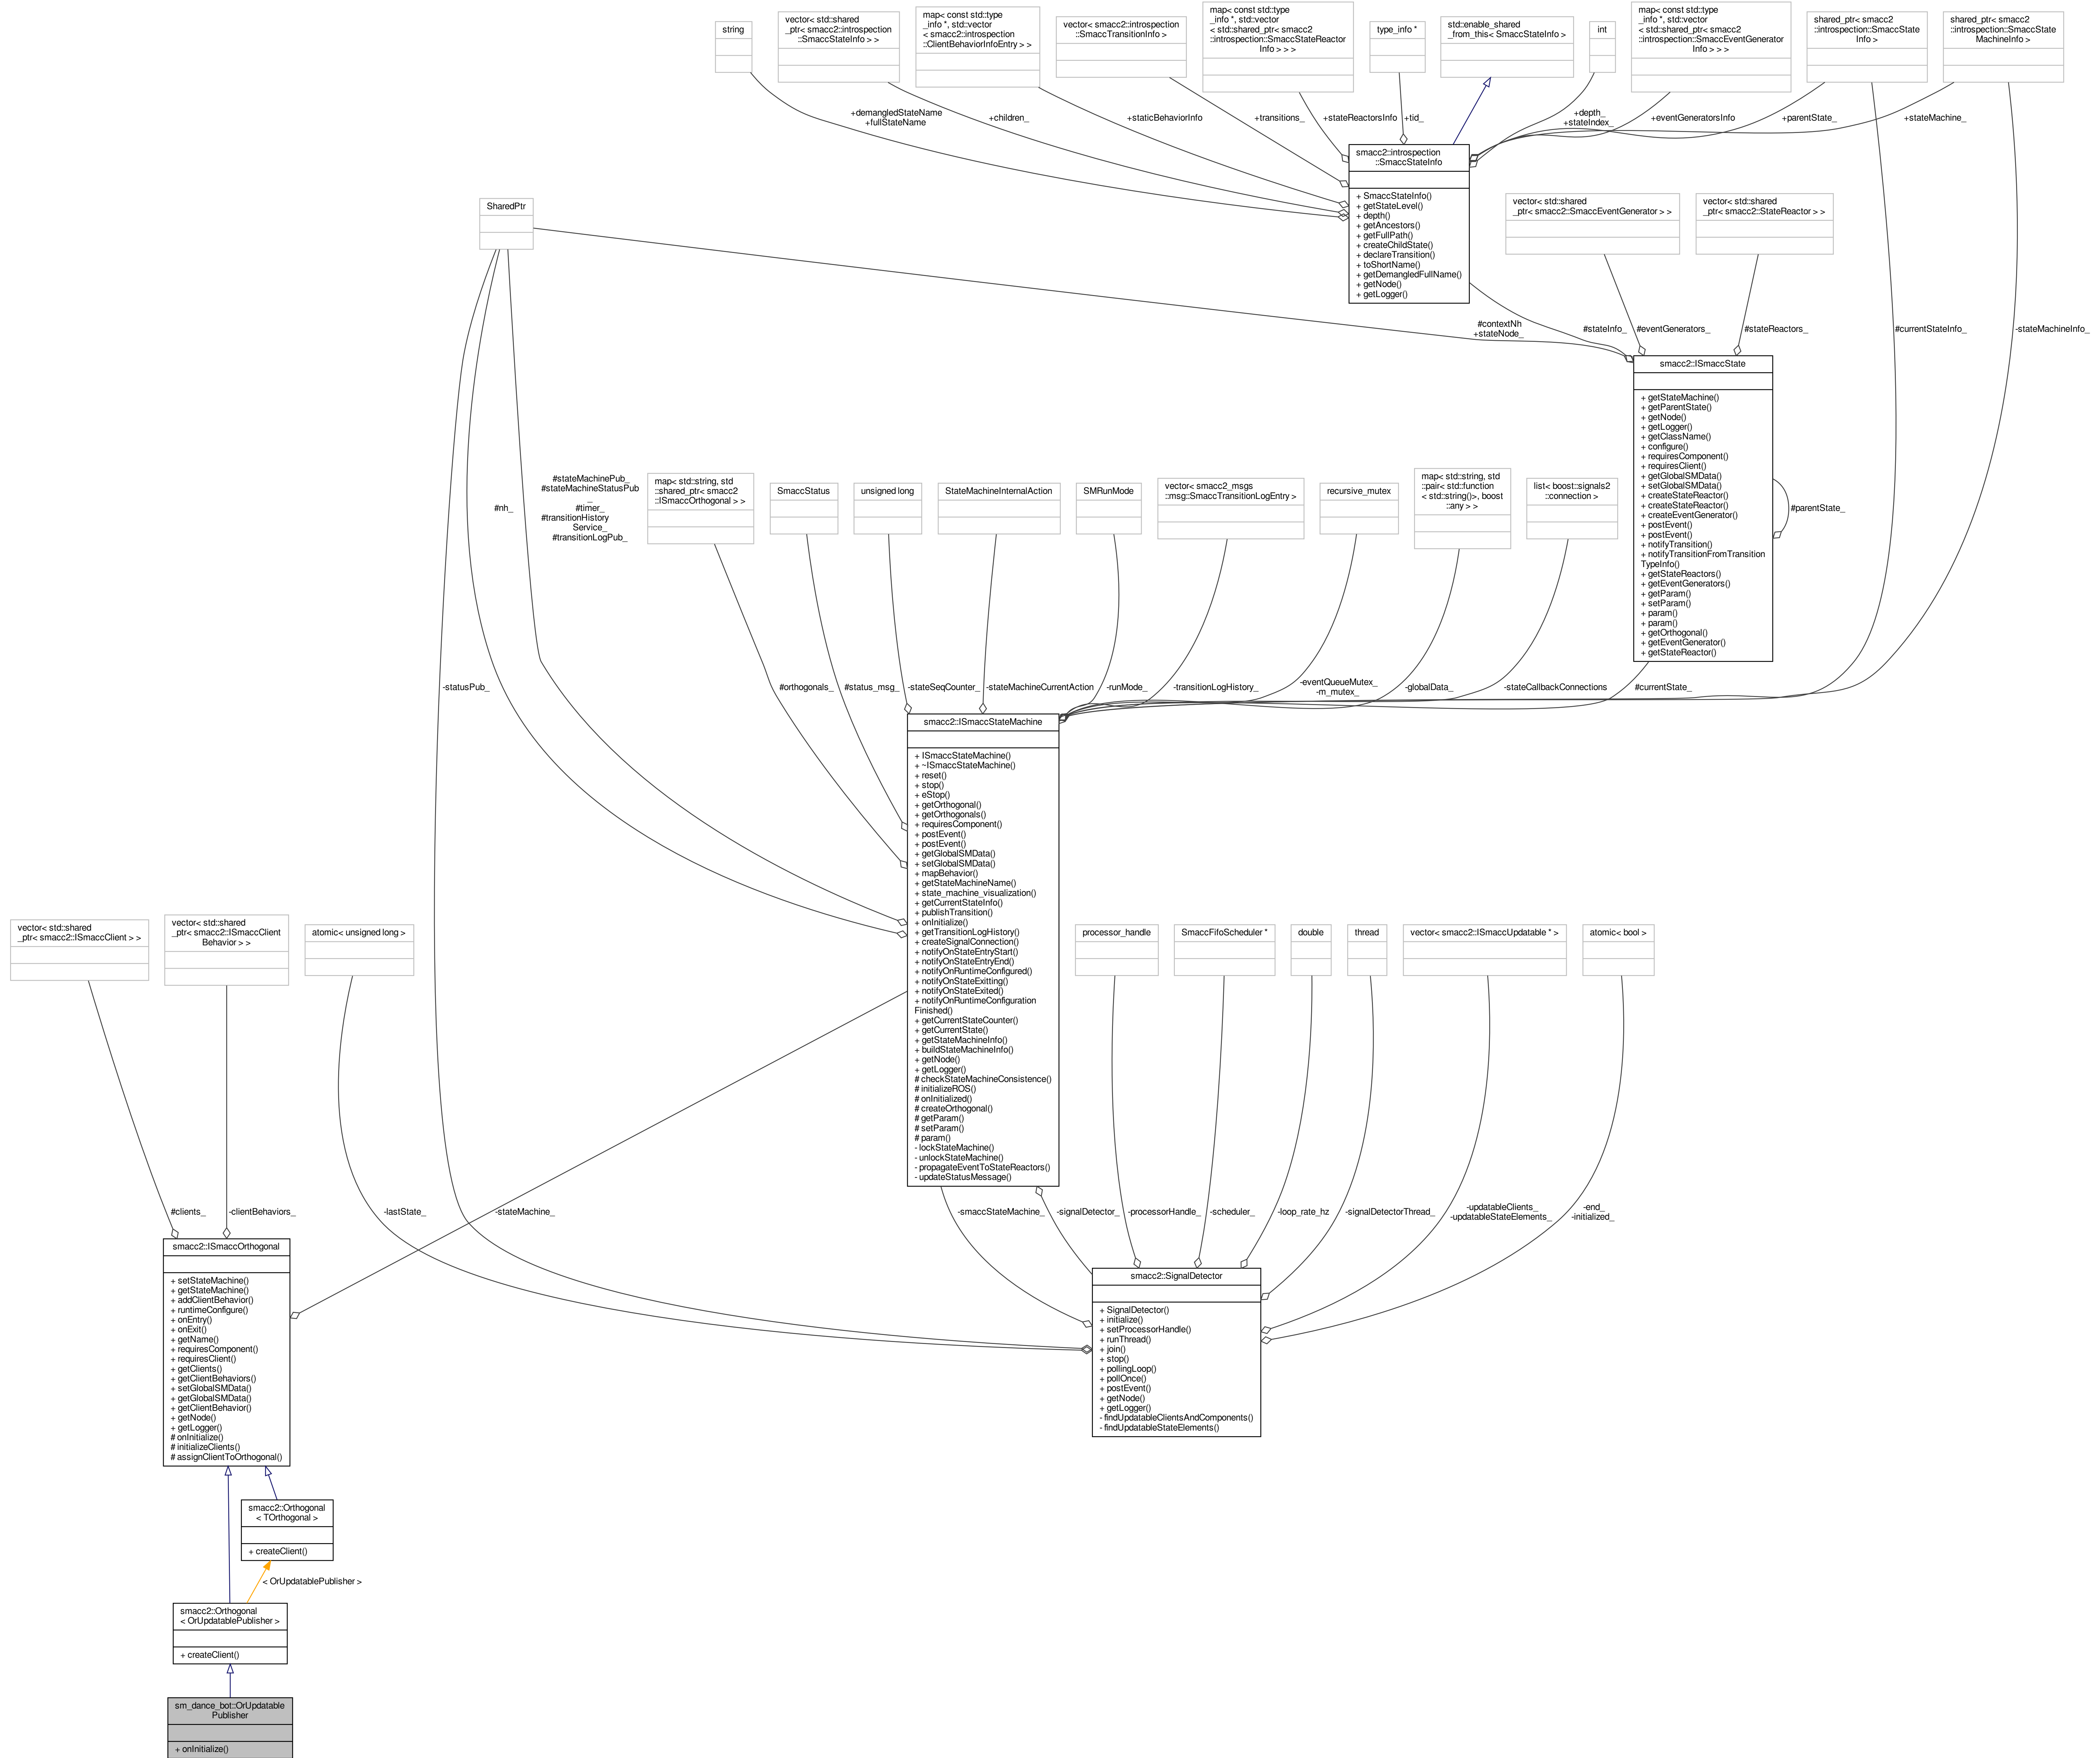 string
vector< std::shared
_ptr< smacc2::introspection
::SmaccStateInfo > >
map< const std::type
_info *, std::vector
< smacc2::introspection
::ClientBehaviorInfoEntry > >
vector< smacc2::introspection
::SmaccTransitionInfo >
map< const std::type
_info *, std::vector
< std::shared_ptr< smacc2
::introspection::SmaccStateReactor
Info > > >
type_info *
std::enable_shared
_from_this< SmaccStateInfo >
int
map< const std::type
_info *, std::vector
< std::shared_ptr< smacc2
::introspection::SmaccEventGenerator
Info > > >
shared_ptr< smacc2
::introspection::SmaccState
Info >
shared_ptr< smacc2
::introspection::SmaccState
MachineInfo >
+demangledStateName
+fullStateName
+children_
+staticBehaviorInfo
+transitions_
+stateReactorsInfo
+tid_
+depth_
+stateIndex_
+eventGeneratorsInfo
+parentState_
+stateMachine_
smacc2::introspection
::SmaccStateInfo
+ SmaccStateInfo()
+ getStateLevel()
+ depth()
+ getAncestors()
+ getFullPath()
+ createChildState()
+ declareTransition()
+ toShortName()
+ getDemangledFullName()
+ getNode()
+ getLogger()
SharedPtr
vector< std::shared
_ptr< smacc2::SmaccEventGenerator > >
vector< std::shared
_ptr< smacc2::StateReactor > >
#contextNh
+stateNode_
#stateInfo_
#eventGenerators_
#stateReactors_
#currentStateInfo_
-stateMachineInfo_
smacc2::ISmaccState
+ getStateMachine()
+ getParentState()
+ getNode()
+ getLogger()
+ getClassName()
+ configure()
+ requiresComponent()
+ requiresClient()
+ getGlobalSMData()
+ setGlobalSMData()
+ createStateReactor()
+ createStateReactor()
+ createEventGenerator()
+ postEvent()
+ postEvent()
+ notifyTransition()
+ notifyTransitionFromTransition
TypeInfo()
+ getStateReactors()
+ getEventGenerators()
+ getParam()
+ setParam()
+ param()
+ param()
+ getOrthogonal()
+ getEventGenerator()
+ getStateReactor()
#parentState_
#nh_
#stateMachinePub_
#stateMachineStatusPub
_
#timer_
#transitionHistory
Service_
#transitionLogPub_
map< std::string, std
::shared_ptr< smacc2
::ISmaccOrthogonal > >
SmaccStatus
unsigned long
StateMachineInternalAction
SMRunMode
vector< smacc2_msgs
::msg::SmaccTransitionLogEntry >
recursive_mutex
map< std::string, std
::pair< std::function
< std::string()>, boost
::any > >
list< boost::signals2
::connection >
-statusPub_
#orthogonals_
#status_msg_
-stateSeqCounter_
-stateMachineCurrentAction
-runMode_
-transitionLogHistory_
-eventQueueMutex_
-m_mutex_
-globalData_
-stateCallbackConnections
#currentState_
smacc2::ISmaccStateMachine
+ ISmaccStateMachine()
+ ~ISmaccStateMachine()
+ reset()
+ stop()
+ eStop()
+ getOrthogonal()
+ getOrthogonals()
+ requiresComponent()
+ postEvent()
+ postEvent()
+ getGlobalSMData()
+ setGlobalSMData()
+ mapBehavior()
+ getStateMachineName()
+ state_machine_visualization()
+ getCurrentStateInfo()
+ publishTransition()
+ onInitialize()
+ getTransitionLogHistory()
+ createSignalConnection()
+ notifyOnStateEntryStart()
+ notifyOnStateEntryEnd()
+ notifyOnRuntimeConfigured()
+ notifyOnStateExitting()
+ notifyOnStateExited()
+ notifyOnRuntimeConfiguration
Finished()
+ getCurrentStateCounter()
+ getCurrentState()
+ getStateMachineInfo()
+ buildStateMachineInfo()
+ getNode()
+ getLogger()
# checkStateMachineConsistence()
# initializeROS()
# onInitialized()
# createOrthogonal()
# getParam()
# setParam()
# param()
- lockStateMachine()
- unlockStateMachine()
- propagateEventToStateReactors()
- updateStatusMessage()
vector< std::shared
_ptr< smacc2::ISmaccClient > >
vector< std::shared
_ptr< smacc2::ISmaccClient
Behavior > >
atomic< unsigned long >
processor_handle
SmaccFifoScheduler *
double
thread
vector< smacc2::ISmaccUpdatable * >
atomic< bool >
#clients_
-clientBehaviors_
-lastState_
-stateMachine_
-smaccStateMachine_
-signalDetector_
-processorHandle_
-scheduler_
-loop_rate_hz
-signalDetectorThread_
-updatableClients_
-updatableStateElements_
-end_
-initialized_
smacc2::ISmaccOrthogonal
+ setStateMachine()
+ getStateMachine()
+ addClientBehavior()
+ runtimeConfigure()
+ onEntry()
+ onExit()
+ getName()
+ requiresComponent()
+ requiresClient()
+ getClients()
+ getClientBehaviors()
+ setGlobalSMData()
+ getGlobalSMData()
+ getClientBehavior()
+ getNode()
+ getLogger()
# onInitialize()
# initializeClients()
# assignClientToOrthogonal()
smacc2::SignalDetector
+ SignalDetector()
+ initialize()
+ setProcessorHandle()
+ runThread()
+ join()
+ stop()
+ pollingLoop()
+ pollOnce()
+ postEvent()
+ getNode()
+ getLogger()
- findUpdatableClientsAndComponents()
- findUpdatableStateElements()
smacc2::Orthogonal
< TOrthogonal >
+ createClient()
< OrUpdatablePublisher >
smacc2::Orthogonal
< OrUpdatablePublisher >
+ createClient()
sm_dance_bot::OrUpdatable
Publisher
+ onInitialize()